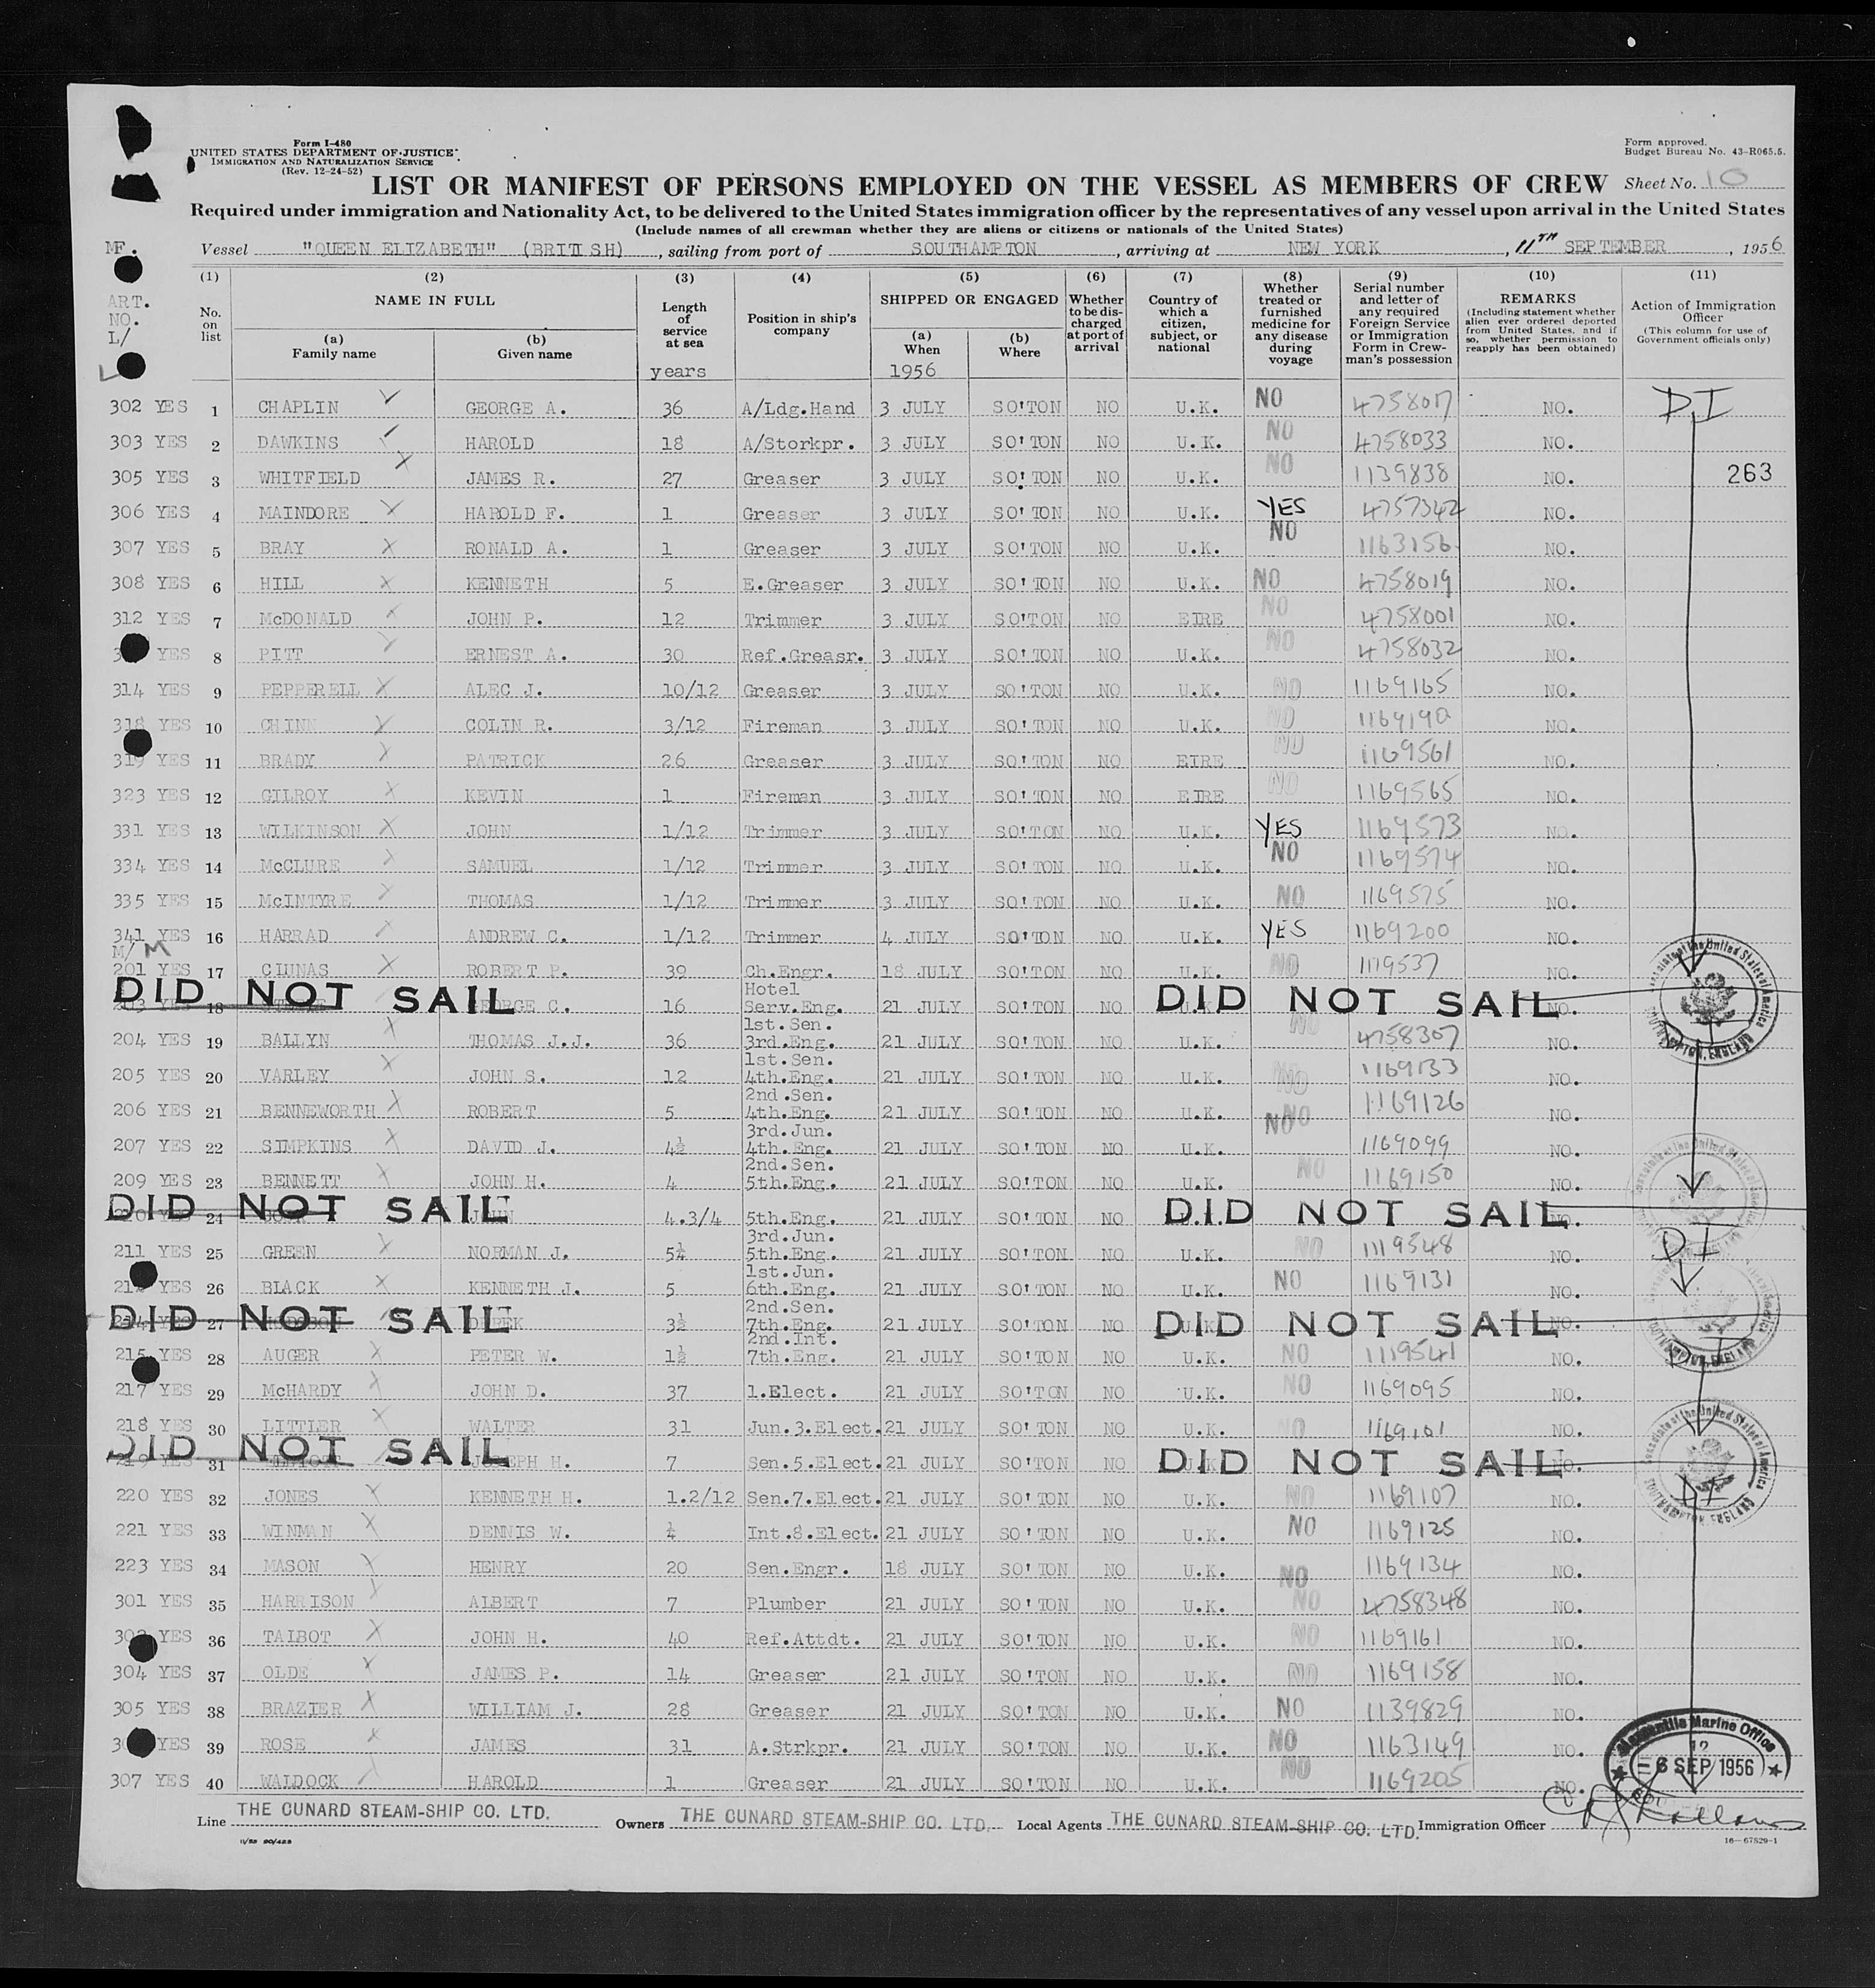 Form I-480
UNITED STATES DEPARTMENT OF JUSTICE
IMMIGRATION AND NATURALIZATION SERVICE
(Rev. 12-24-52)
Form approved.
Budget Bureau No. 43-R065.5.
LIST OR MANIFEST OF PERSONS EMPLOYED ON THE VESSEL AS MEMBERS OF CREW Sheet No. 10
Required under immigration and Nationality Act, to be delivered to the United States immigration officer by the representatives of any vessel upon arrival in the United States
(Include names of all crewman whether they are aliens or citizens or nationals of the United States)
MF. Vessel "QUEEN ELIZABETH" (BRITISH), sailing from port of SOUTHAMPTON, arriving at NEW YORK, 11TH SEPTEMBER, 1956
ART. NO. L/
(1) (2) (3) (4) (5) (6) (7) (8) (9) (10) (11)
No. on list
NAME IN FULL
(a) Family name
(b) Given name
Length of service at sea
years
Position in ship's company
SHIPPED OR ENGAGED
(a) When
1956
(b) Where
Whether to be discharged at port of arrival
Country of which a citizen, subject, or national
Whether treated or furnished medicine for any disease during voyage
Serial number and letter of any required Foreign Service or Immigration Form in Crewman's possession
REMARKS
(Including statement whether alien ever ordered deported from United States, and if so, whether permission to reapply has been obtained)
Action of Immigration Officer
(This column for use of Government officials only)
302 YES 1 CHAPLIN GEORGE A. 36 A/Ldg.Hand 3 JULY SO'TON NO U.K. NO 4758017 NO. D.I
303 YES 2 DAWKINS HAROLD 18 A/Storkpr. 3 JULY SO'TON NO U.K. NO 4758033 NO.
305 YES 3 WHITFIELD JAMES R. 27 Greaser 3 JULY SO'TON NO U.K. NO 1139838 NO. 263
306 YES 4 MAINDORE HAROLD F. 1 Greaser 3 JULY SO'TON NO U.K. YES 4757342 NO.
307 YES 5 BRAY RONALD A. 1 Greaser 3 JULY SO'TON NO U.K. NO 1163156 NO.
308 YES 6 HILL KENNETH 5 E.Greaser 3 JULY SO'TON NO U.K. NO 4758019 NO.
312 YES 7 McDONALD JOHN P. 12 Trimmer 3 JULY SO'TON NO EIRE NO 4758001 NO.
YES 8 PITT ERNEST A. 30 Ref.Greasr. 3 JULY SO'TON NO U.K. NO 4758032 NO.
314 YES 9 PEPPERELL ALEC J. 10/12 Greaser 3 JULY SO'TON NO U.K. NO 1169165 NO.
318 YES 10 CHINN COLIN R. 3/12 Fireman 3 JULY SO'TON NO U.K. NO 1169190 NO.
319 YES 11 BRADY PATRICK 26 Greaser 3 JULY SO'TON NO EIRE NO 1169561 NO.
323 YES 12 GILROY KEVIN 1 Fireman 3 JULY SO'TON NO EIRE NO 1169565 NO.
331 YES 13 WILKINSON JOHN 1/12 Trimmer 3 JULY SO'TON NO U.K. YES 1169573 NO.
334 YES 14 McCLURE SAMUEL 1/12 Trimmer 3 JULY SO'TON NO U.K. NO 1169574 NO.
335 YES 15 McINTYRE THOMAS 1/12 Trimmer 3 JULY SO'TON NO U.K. NO 1169575 NO.
341 YES 16 HARRAD ANDREW C. 1/12 Trimmer 4 JULY SO'TON NO U.K. YES 1169200 NO.
M/ M
201 YES 17 CIUNAS ROBERT P. 39 Ch.Engr. 18 JULY SO'TON NO U.K. NO 1119537 NO.
DID NOT SAIL 18 GEORGE C. 16 Hotel Serv.Eng. 21 JULY SO'TON NO DID NOT SAIL NO.
204 YES 19 BALLYN THOMAS J.J. 36 1st.Sen. 3rd.Eng. 21 JULY SO'TON NO U.K. NO 4758307 NO.
205 YES 20 VARLEY JOHN S. 12 1st.Sen. 4th.Eng. 21 JULY SO'TON NO U.K. NO 1169133 NO.
206 YES 21 BENNEWORTH ROBERT 5 2nd.Sen. 4th.Eng. 21 JULY SO'TON NO U.K. NO 1169126 NO.
207 YES 22 SIMPKINS DAVID J. 4½ 3rd.Jun. 4th.Eng. 21 JULY SO'TON NO U.K. NO 1169099 NO.
209 YES 23 BENNETT JOHN H. 4 2nd.Sen. 5th.Eng. 21 JULY SO'TON NO U.K. NO 1169150 NO.
DID NOT SAIL 24 JOHN 4.3/4 5th.Eng. 21 JULY SO'TON NO DID NOT SAIL NO.
211 YES 25 GREEN NORMAN J. 5¼ 3rd.Jun. 5th.Eng. 21 JULY SO'TON NO U.K. NO 1119548 NO. D I
YES 26 BLACK KENNETH J. 5 1st.Jun. 6th.Eng. 21 JULY SO'TON NO U.K. NO 1169131 NO.
DID NOT SAIL 27 DEREK 3½ 2nd.Sen. 7th.Eng. 21 JULY SO'TON NO DID NOT SAIL NO.
215 YES 28 AUGER PETER W. 1½ 2nd.Int. 7th.Eng. 21 JULY SO'TON NO U.K. NO 1119541 NO.
217 YES 29 McHARDY JOHN D. 37 1.Elect. 21 JULY SO'TON NO U.K. NO 1169095 NO.
218 YES 30 LITTLER WALTER 31 Jun.3.Elect. 21 JULY SO'TON NO U.K. NO 1169101 NO.
DID NOT SAIL 31 JOSEPH H. 7 Sen.5.Elect. 21 JULY SO'TON NO DID NOT SAIL NO.
220 YES 32 JONES KENNETH H. 1.2/12 Sen.7.Elect. 21 JULY SO'TON NO U.K. NO 1169107 NO. DI
221 YES 33 WINMAN DENNIS W. ¼ Int.8.Elect. 21 JULY SO'TON NO U.K. NO 1169125 NO.
223 YES 34 MASON HENRY 20 Sen.Engr. 18 JULY SO'TON NO U.K. NO 1169134 NO.
301 YES 35 HARRISON ALBERT 7 Plumber 21 JULY SO'TON NO U.K. NO 4758348 NO.
YES 36 TALBOT JOHN H. 40 Ref.Attdt. 21 JULY SO'TON NO U.K. NO 1169161 NO.
304 YES 37 OLDE JAMES P. 14 Greaser 21 JULY SO'TON NO U.K. NO 1169158 NO.
305 YES 38 BRAZIER WILLIAM J. 28 Greaser 21 JULY SO'TON NO U.K. NO 1139829 NO.
YES 39 ROSE JAMES 31 A.Strkpr. 21 JULY SO'TON NO U.K. NO 1163149 NO.
307 YES 40 WALDOCK HAROLD 1 Greaser 21 JULY SO'TON NO U.K. NO 1169205 NO.
Mercantile Marine Office
12
6 SEP 1956
Line THE CUNARD STEAM-SHIP CO. LTD. Owners THE CUNARD STEAM-SHIP CO. LTD. Local Agents THE CUNARD STEAM-SHIP CO. LTD. Immigration Officer
16-67829-1